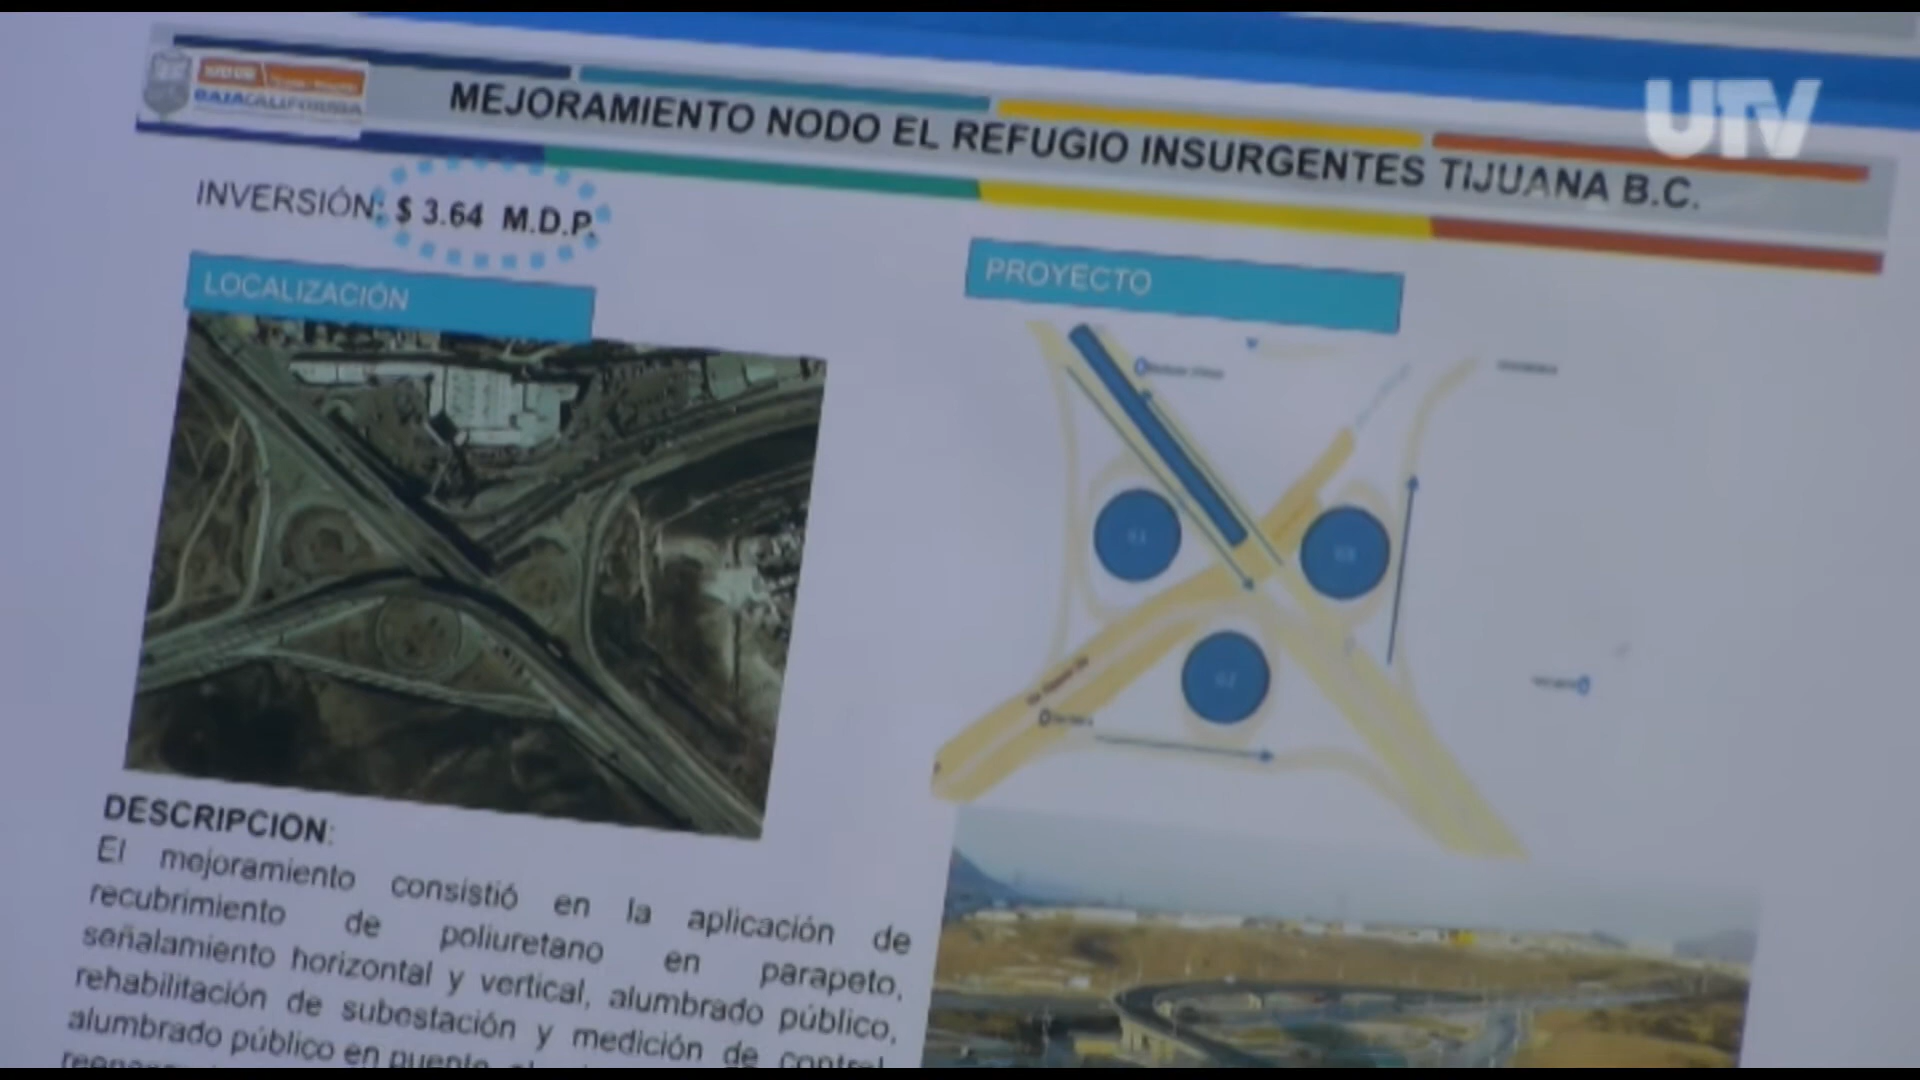 UTV
BAJACALIFORNIA
MEJORAMIENTO NODO EL REFUGIO INSURGENTES TIJUANA B.C.
INVERSIÓN: $ 3.64 M.D.P.
LOCALIZACIÓN
PROYECTO
DESCRIPCION:
El mejoramiento consistió en la aplicación de
recubrimiento de poliuretano en parapeto,
señalamiento horizontal y vertical, alumbrado público,
rehabilitación de subestación y medición de control
alumbrado público en puente